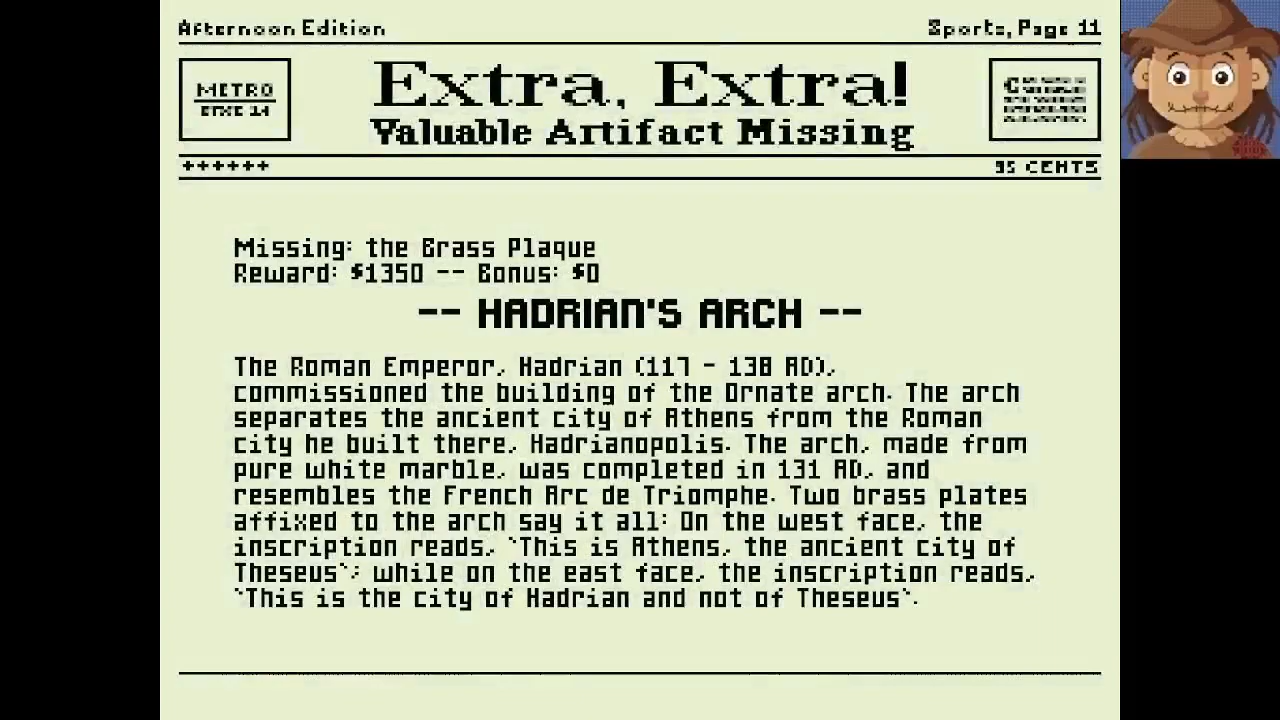 Afternoon Edition
Sports, Page 11
METRO
Extra, Extra!
Valuable Artifact Missing
++++++
95 CENTS
Missing: the Brass Plaque
Reward: $1350 -- Bonus: $0
-- HADRIAN'S ARCH --
The Roman Emperor, Hadrian (117 - 138 AD),
commissioned the building of the Ornate arch. The arch
separates the ancient city of Athens from the Roman
city he built there, Hadrianopolis. The arch, made from
pure white marble, was completed in 131 AD, and
resembles the French Arc de Triomphe. Two brass plates
affixed to the arch say it all: On the west face, the
inscription reads, `This is Athens, the ancient city of
Theseus`; while on the east face, the inscription reads,
`This is the city of Hadrian and not of Theseus`.